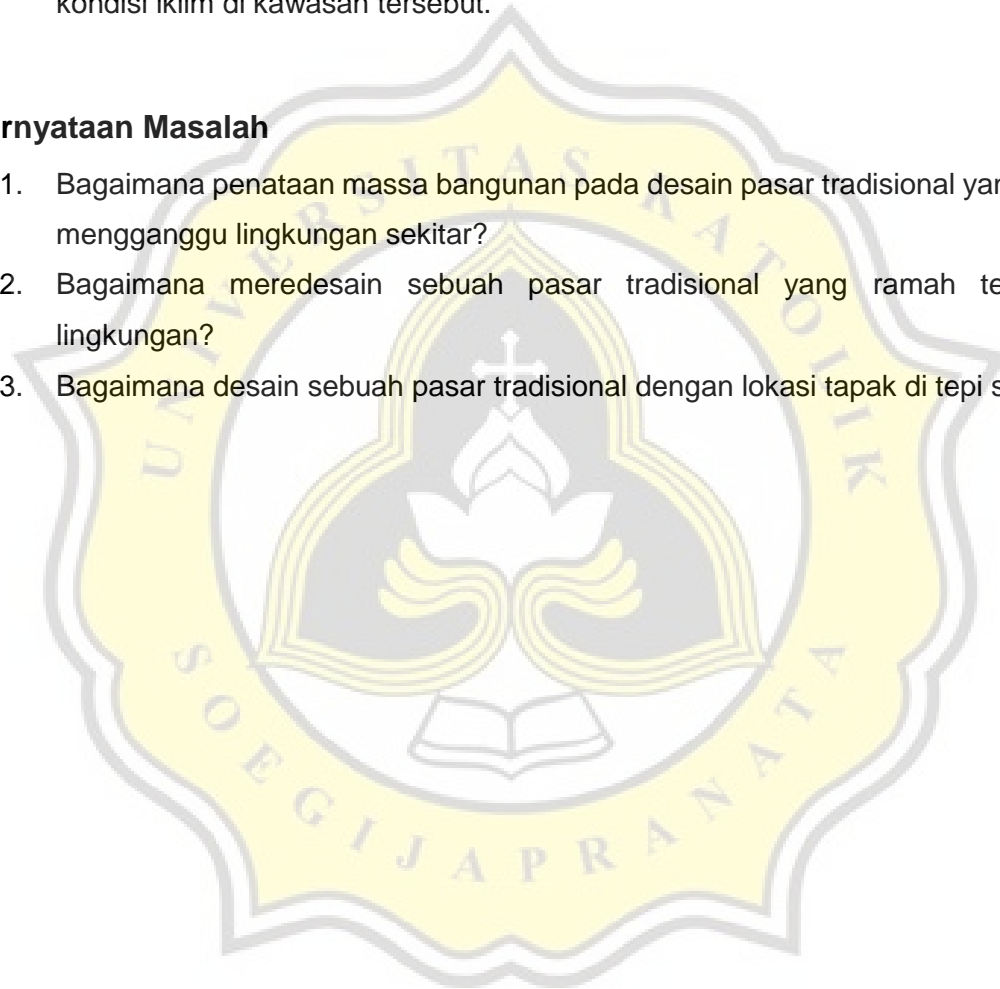 kondisi iklim di kawasan tersebut.
rnyataan Masalah
1. Bagaimana penataan massa bangunan pada desain pasar tradisional yan
mengganggu lingkungan sekitar?
2. Bagaimana meredesain sebuah pasar tradisional yang ramah te
lingkungan?
3. Bagaimana desain sebuah pasar tradisional dengan lokasi tapak di tepi s
UNIVERSITAS KATOLIK
SOEGIJAPRANATA